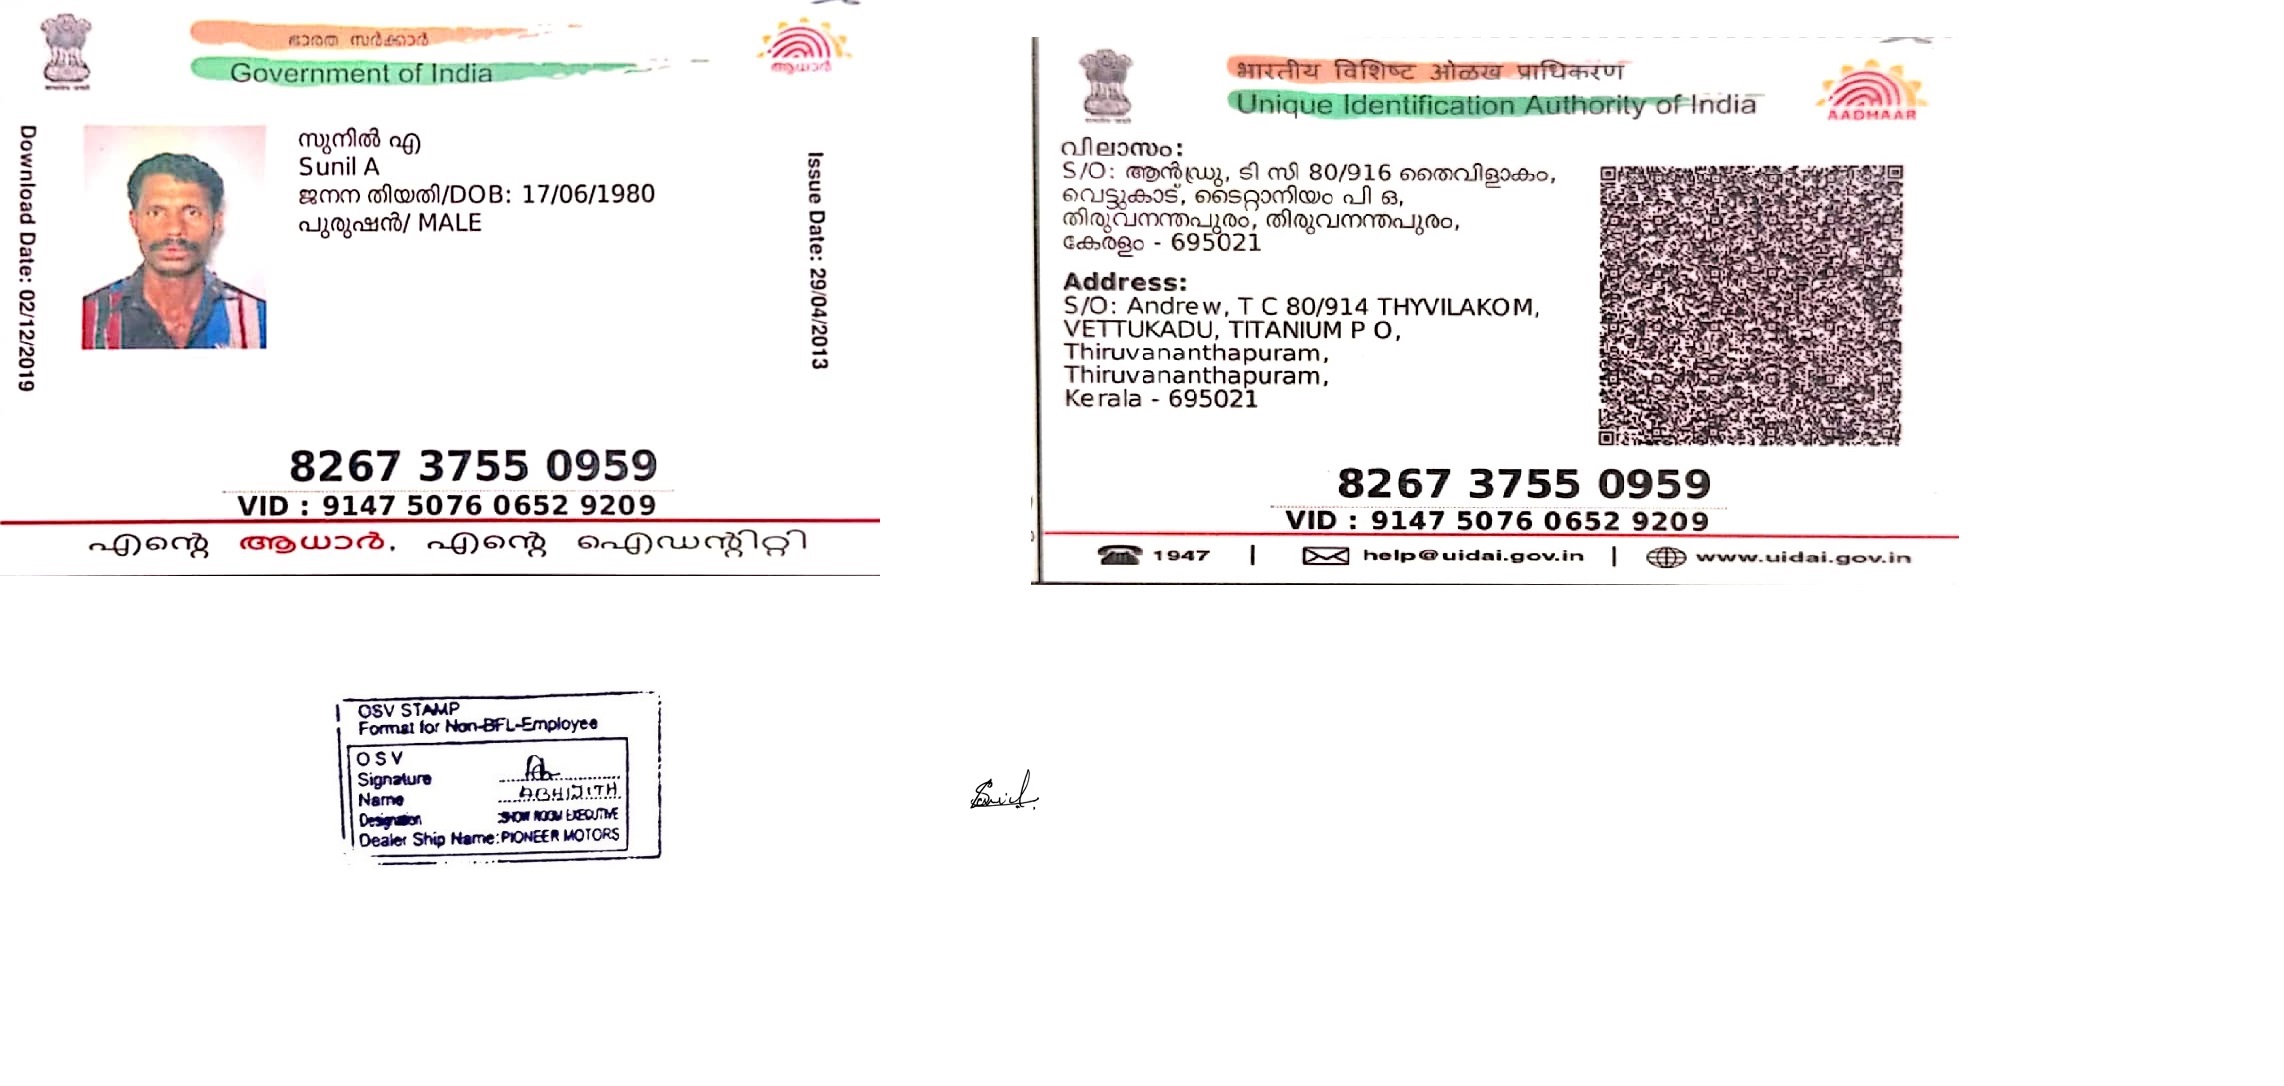 ഭാരത സർക്കാർ
Government of India
ആധാർ
Download Date: 02/12/2019
സുനിൽ എ
Sunil A
ജനന തിയതി/DOB: 17/06/1980
പുരുഷൻ/ MALE
Issue Date: 29/04/2013
8267 3755 0959
VID : 9147 5076 0652 9209
എന്റെ ആധാർ, എന്റെ ഐഡന്റിറ്റി
भारतीय विशिष्ट ओळख प्राधिकरण
Unique Identification Authority of India
AADHAAR
വിലാസം:
S/O: ആൻഡ്രു, ടി സി 80/916 തൈവിളാകം,
വെട്ടുകാട്, ടൈറ്റാനിയം പി ഒ,
തിരുവനന്തപുരം, തിരുവനന്തപുരം,
കേരളം - 695021
Address:
S/O: Andrew, T C 80/914 THYVILAKOM,
VETTUKADU, TITANIUM P O,
Thiruvananthapuram,
Thiruvananthapuram,
Kerala - 695021
8267 3755 0959
VID : 9147 5076 0652 9209
1947 | help@uidai.gov.in | www.uidai.gov.in
OSV STAMP
Format for Non-BFL-Employee
OSV
Signature
Name ABHIJITH
Designation SHOW ROOM EXECUTIVE
Dealer Ship Name: PIONEER MOTORS
Sunil